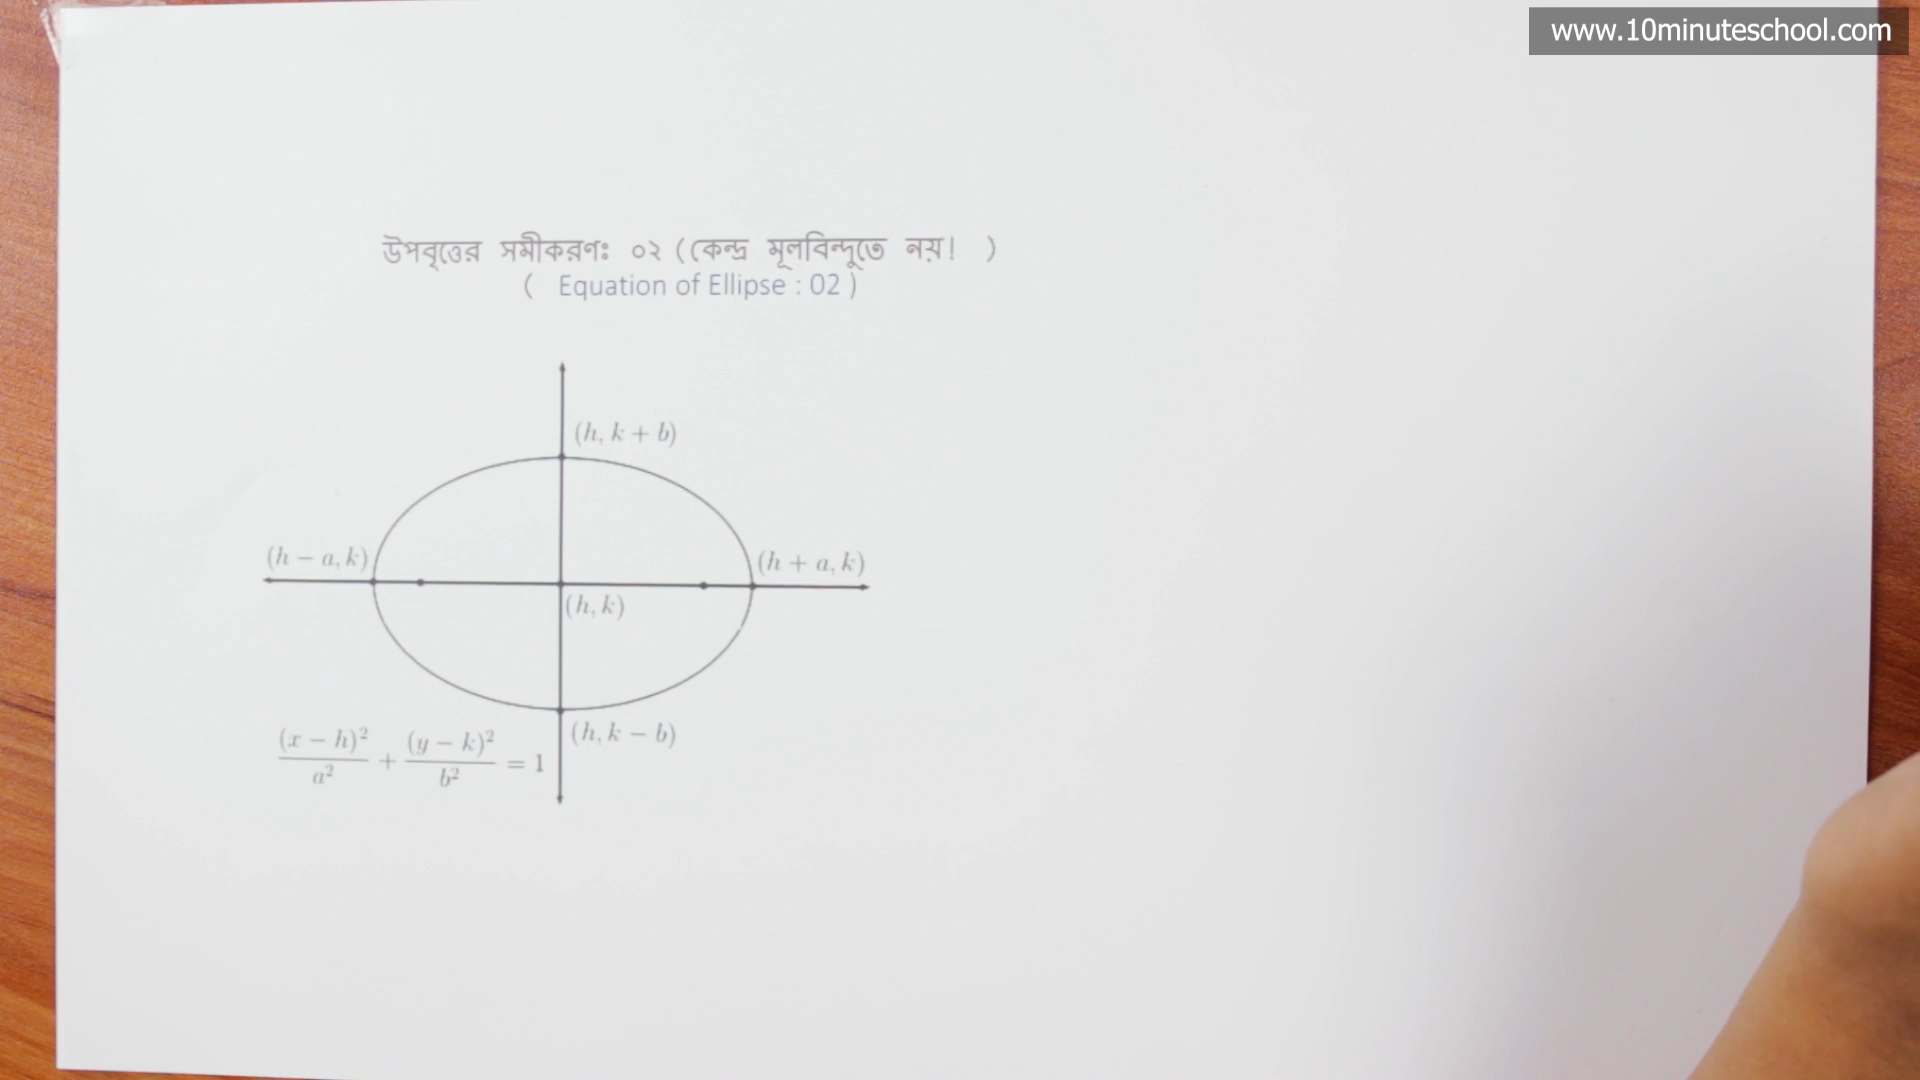 www.10minuteschool.com
উপবৃত্তের সমীকরণঃ ০২ (কেন্দ্র মূলবিন্দুতে নয়! )
( Equation of Ellipse : 02 )
(h, k + b)
(h − a, k)
(h + a, k)
(h, k)
(h, k − b)
(x − h)²/a² + (y − k)²/b² = 1